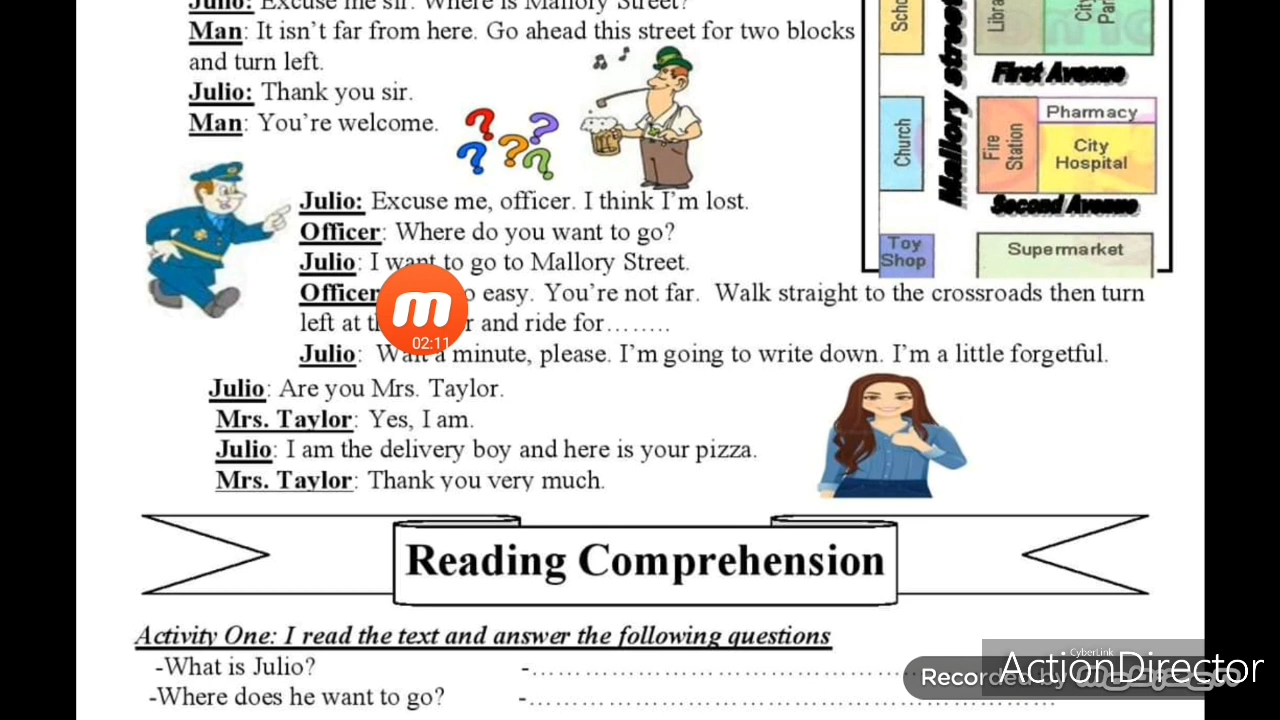 Julio: Excuse me sir. Where is Mallory Street?
Man: It isn't far from here. Go ahead this street for two blocks
and turn left.
Julio: Thank you sir.
Man: You're welcome.
Julio: Excuse me, officer. I think I'm lost.
Officer: Where do you want to go?
Julio: I want to go to Mallory Street.
Officer easy. You're not far. Walk straight to the crossroads then turn
left at and ride for........
Julio: Wait a minute, please. I'm going to write down. I'm a little forgetful.
Julio: Are you Mrs. Taylor.
Mrs. Taylor: Yes, I am.
Julio: I am the delivery boy and here is your pizza.
Mrs. Taylor: Thank you very much.
Mallory street
First Avenue
Pharmacy
Church
Fire
Station
City
Hospital
Second Avenue
Toy
Shop
Supermarket
02:11
Reading Comprehension
Activity One: I read the text and answer the following questions
-What is Julio? -……………………………………
-Where does he want to go? -……………………………………………………
CyberLink
ActionDirector
Recorded by